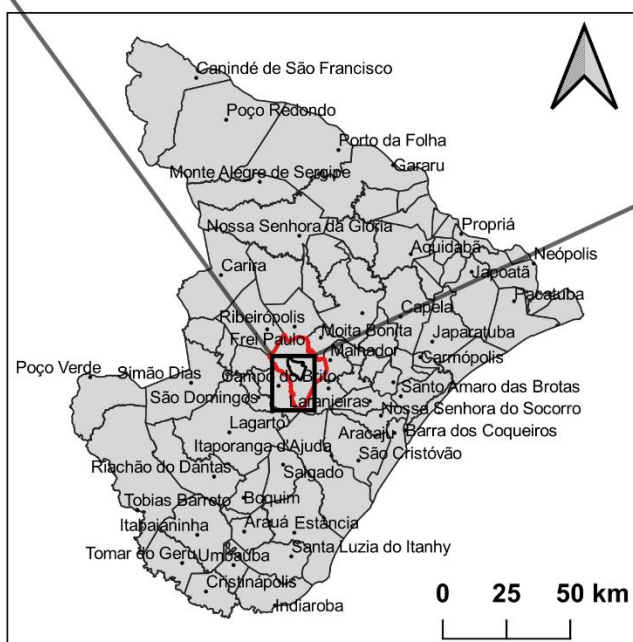 Canindé de São Francisco
Poço Redondo
Porto da Folha
Gararu
Monte Alegre de Sergipe
Nossa Senhora da Glória
Propriá
Aquidabã
Neópolis
Carira
Japoatã
Pacatuba
Capela
Ribeirópolis
Frei Paulo
Moita Bonita
Japaratuba
Malhador
Carmópolis
Poço Verde
Simão Dias
Campo do Brito
Santo Amaro das Brotas
São Domingos
Laranjeiras
Nossa Senhora do Socorro
Lagarto
Aracaju
Barra dos Coqueiros
Itaporanga d'Ajuda
São Cristóvão
Riachão do Dantas
Salgado
Tobias Barreto
Boquim
Itabaianinha
Arauá
Estância
Tomar do Geru
Umbaúba
Santa Luzia do Itanhy
Cristinápolis
Indiaroba
0 25 50 km